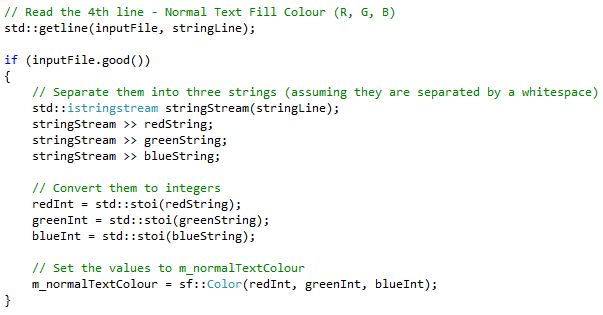 // Read the 4th line - Normal Text Fill Colour (R, G, B)
std::getline(inputFile, stringLine);

if (inputFile.good())
{
    // Separate them into three strings (assuming they are separated by a whitespace)
    std::istringstream stringStream(stringLine);
    stringStream >> redString;
    stringStream >> greenString;
    stringStream >> blueString;

    // Convert them to integers
    redInt = std::stoi(redString);
    greenInt = std::stoi(greenString);
    blueInt = std::stoi(blueString);

    // Set the values to m_normalTextColour
    m_normalTextColour = sf::Color(redInt, greenInt, blueInt);
}